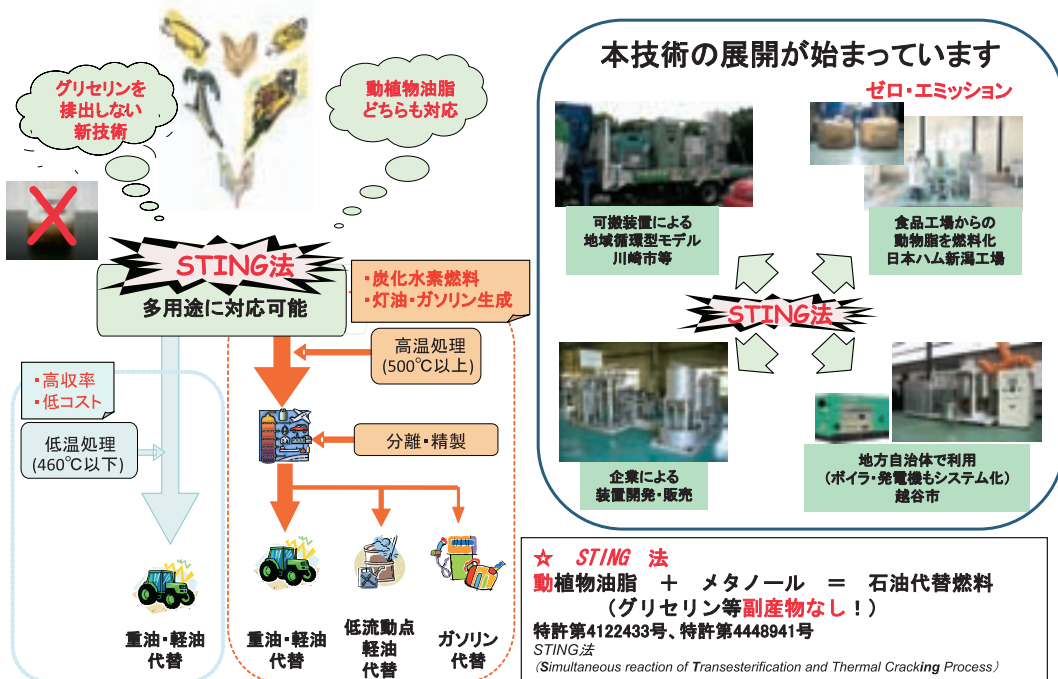 グリセリンを
排出しない
新技術
動植物油脂
どちらも対応
STING法
多用途に対応可能
・炭化水素燃料
・灯油・ガソリン生成
高温処理
(500℃以上)
・高収率
・低コスト
低温処理
(460℃以下)
分離・精製
重油・軽油
代替
重油・軽油
代替
低流動点
軽油
代替
ガソリン
代替
本技術の展開が始まっています
ゼロ・エミッション
可搬装置による
地域循環型モデル
川崎市等
食品工場からの
動物脂を燃料化
日本ハム新潟工場
STING法
企業による
装置開発・販売
地方自治体で利用
(ボイラ・発電機もシステム化)
越谷市
☆ STING 法
動植物油脂 + メタノール = 石油代替燃料
(グリセリン等副産物なし!)
特許第4122433号、特許第4448941号
STING法
(Simultaneous reaction of Transesterification and Thermal Cracking Process)